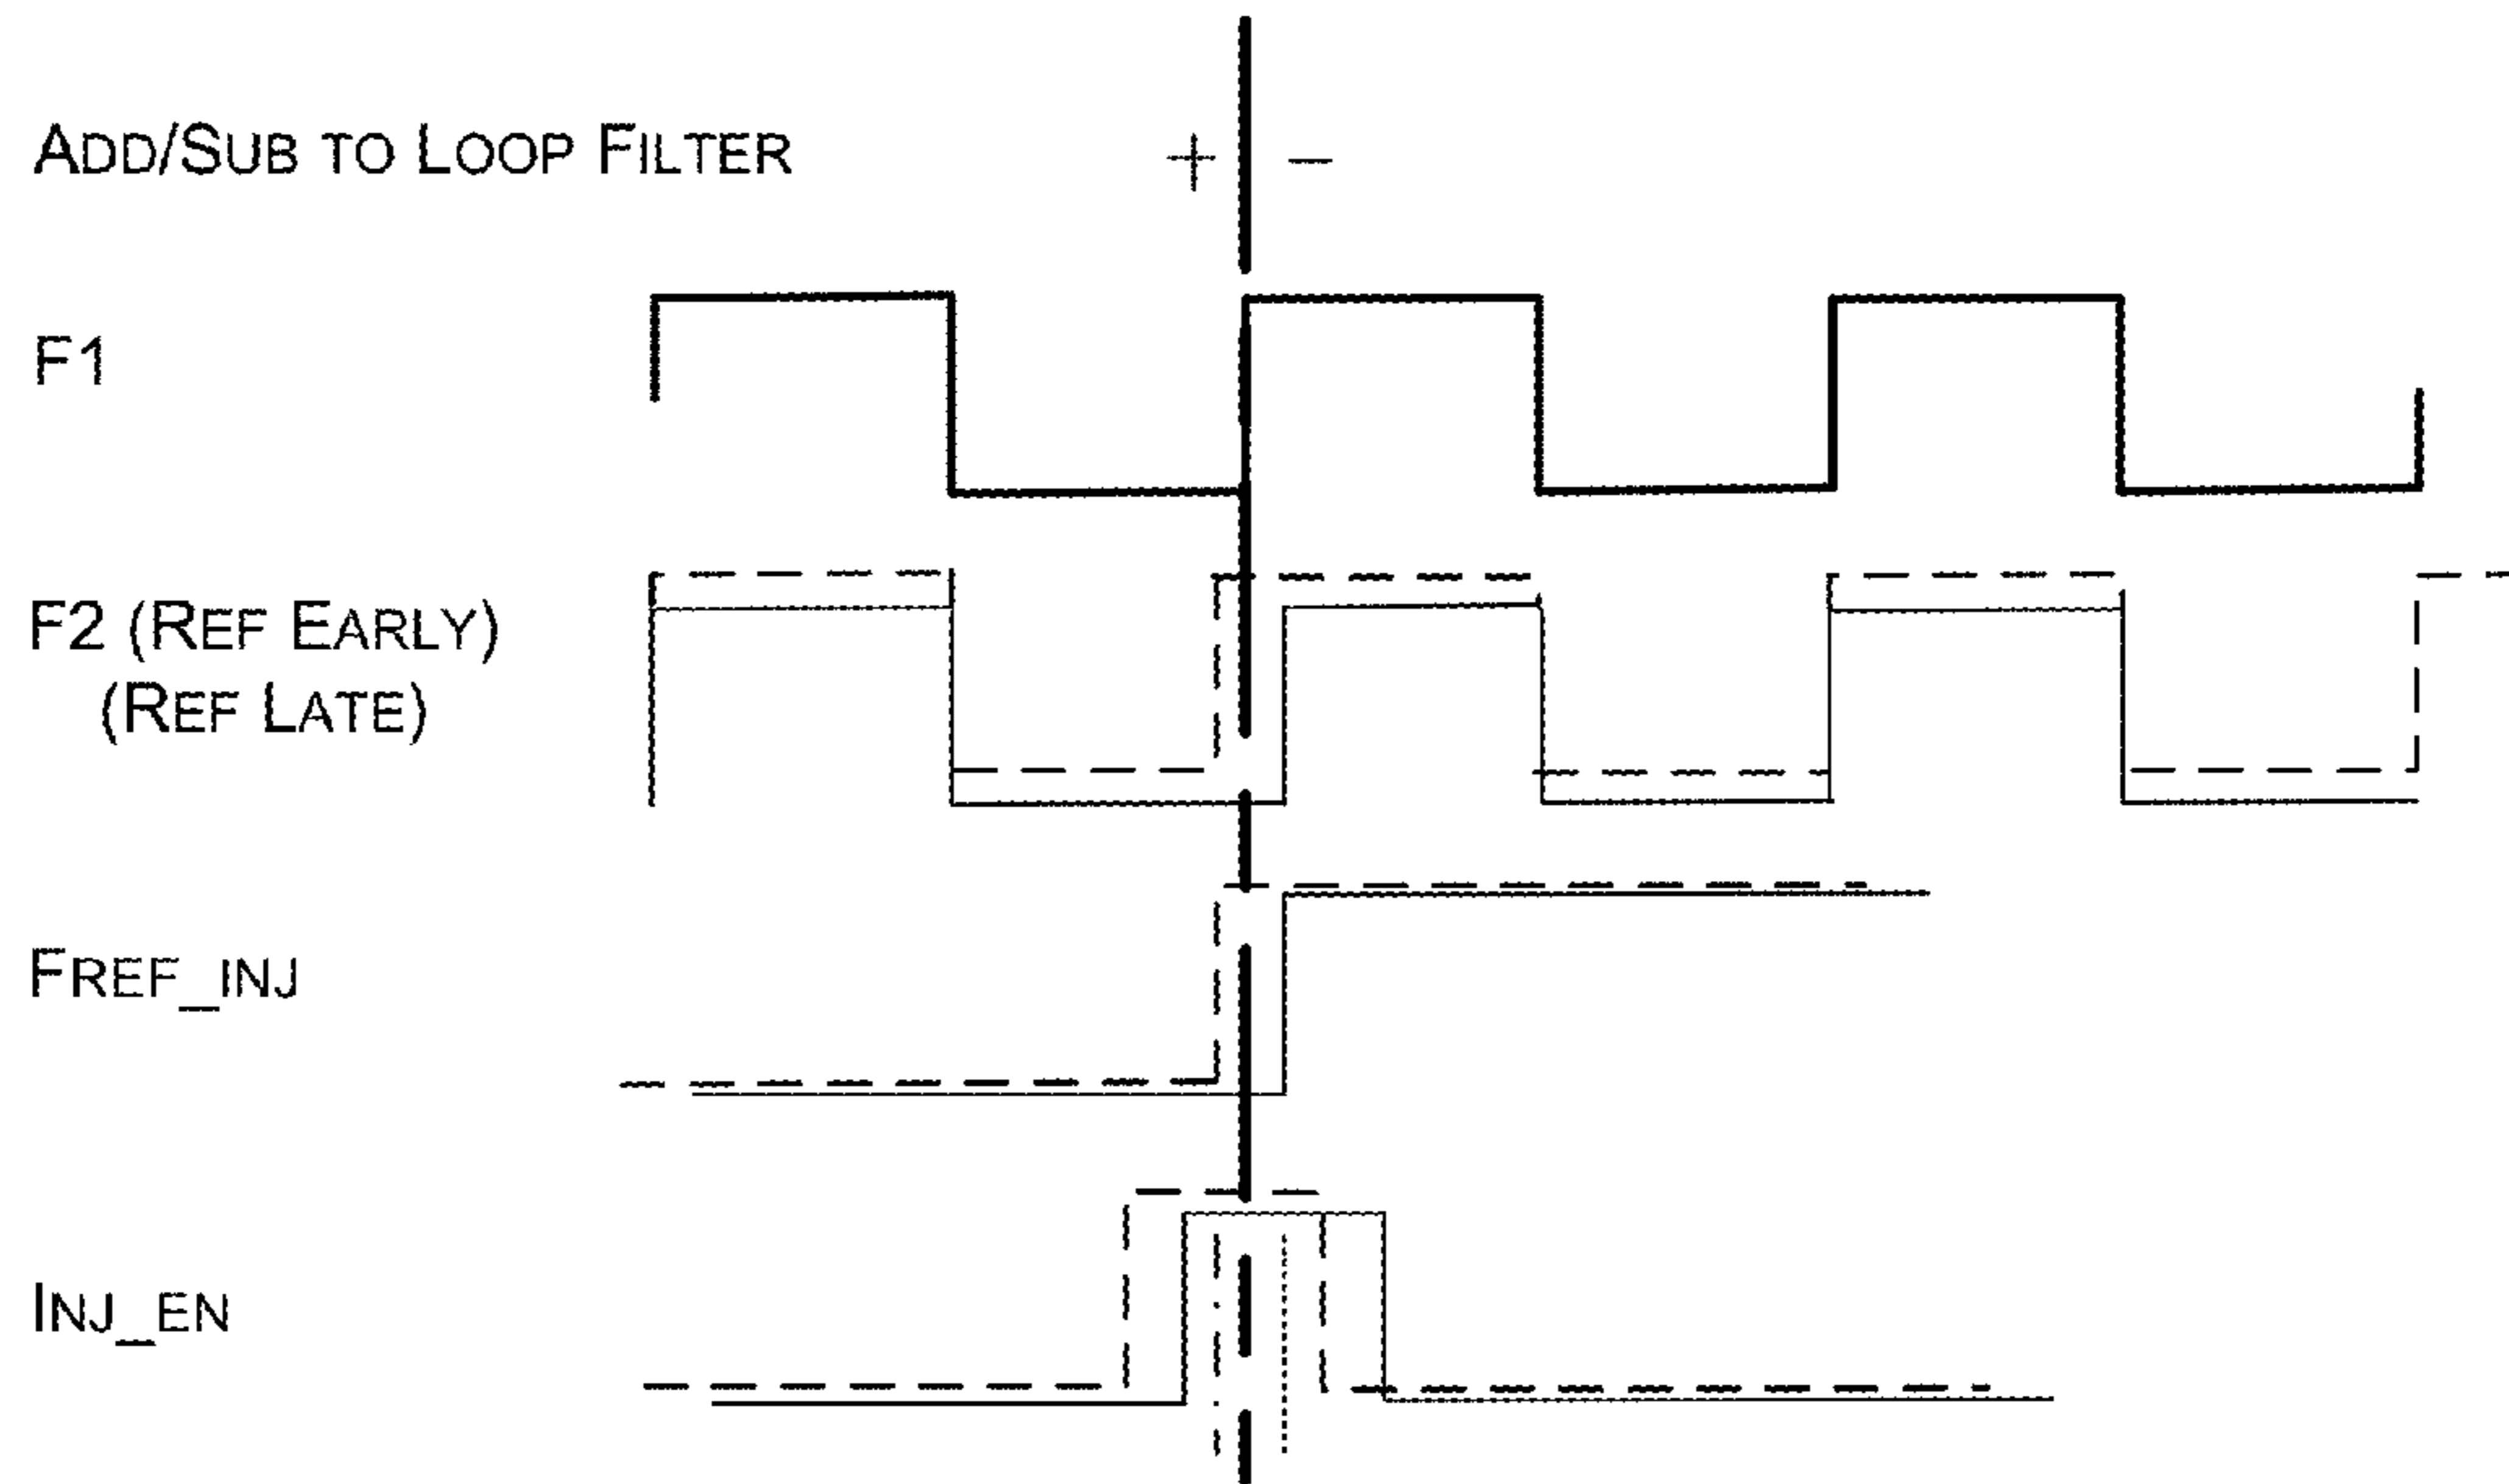 ADD/SUB TO LOOP FILTER + −
F1
F2 (REF EARLY)
(REF LATE)
FREF_INJ
INJ_EN